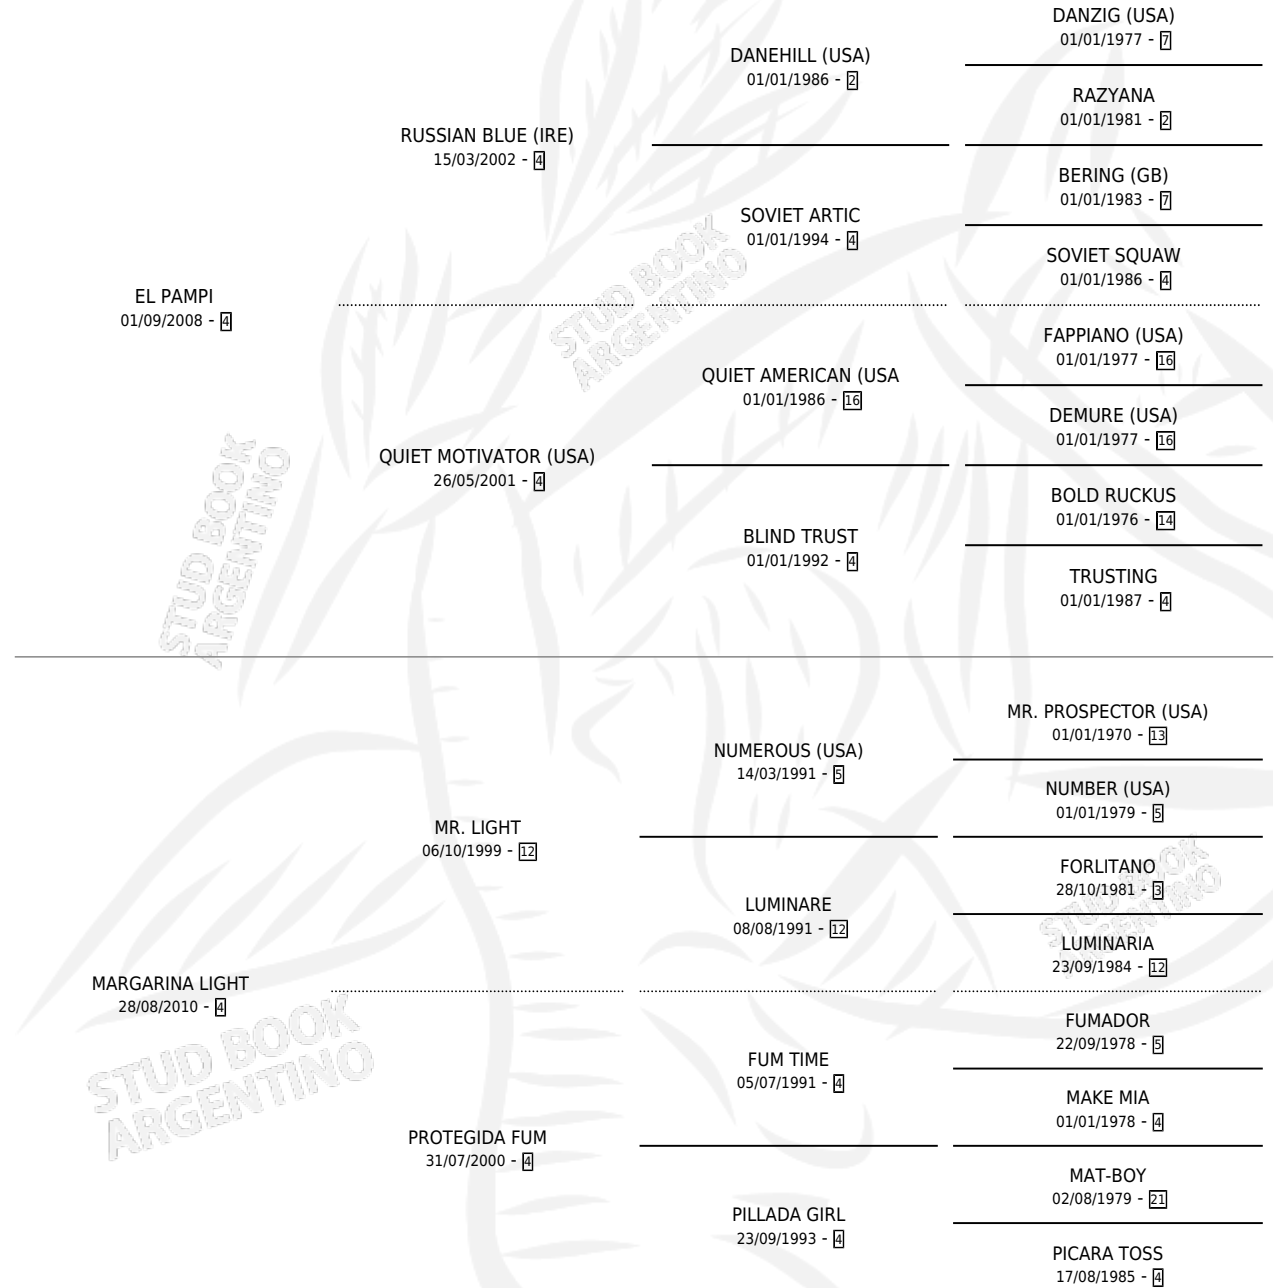 DANZIG (USA)
01/01/1977 - 7
DANEHILL (USA)
01/01/1986 - 2
RAZYANA
01/01/1981 - 2
RUSSIAN BLUE (IRE)
15/03/2002 - 4
BERING (GB)
01/01/1983 - 7
SOVIET ARTIC
01/01/1994 - 4
SOVIET SQUAW
01/01/1986 - 4
EL PAMPI
01/09/2008 - 4
FAPPIANO (USA)
01/01/1977 - 16
QUIET AMERICAN (USA
01/01/1986 - 16
DEMURE (USA)
01/01/1977 - 16
QUIET MOTIVATOR (USA)
26/05/2001 - 4
BOLD RUCKUS
01/01/1976 - 14
BLIND TRUST
01/01/1992 - 4
TRUSTING
01/01/1987 - 4
MR. PROSPECTOR (USA)
01/01/1970 - 13
NUMEROUS (USA)
14/03/1991 - 5
NUMBER (USA)
01/01/1979 - 5
MR. LIGHT
06/10/1999 - 12
FORLITANO
28/10/1981 - 3
LUMINARE
08/08/1991 - 12
LUMINARIA
23/09/1984 - 12
MARGARINA LIGHT
28/08/2010 - 4
FUMADOR
22/09/1978 - 5
FUM TIME
05/07/1991 - 4
MAKE MIA
01/01/1978 - 4
PROTEGIDA FUM
31/07/2000 - 4
MAT-BOY
02/08/1979 - 21
PILLADA GIRL
23/09/1993 - 4
PICARA TOSS
17/08/1985 - 4
STUD BOOK
ARGENTINO
STUD BOOK
ARGENTINO
STUD BOOK
ARGENTINO
STUD BOOK
ARGENTINO